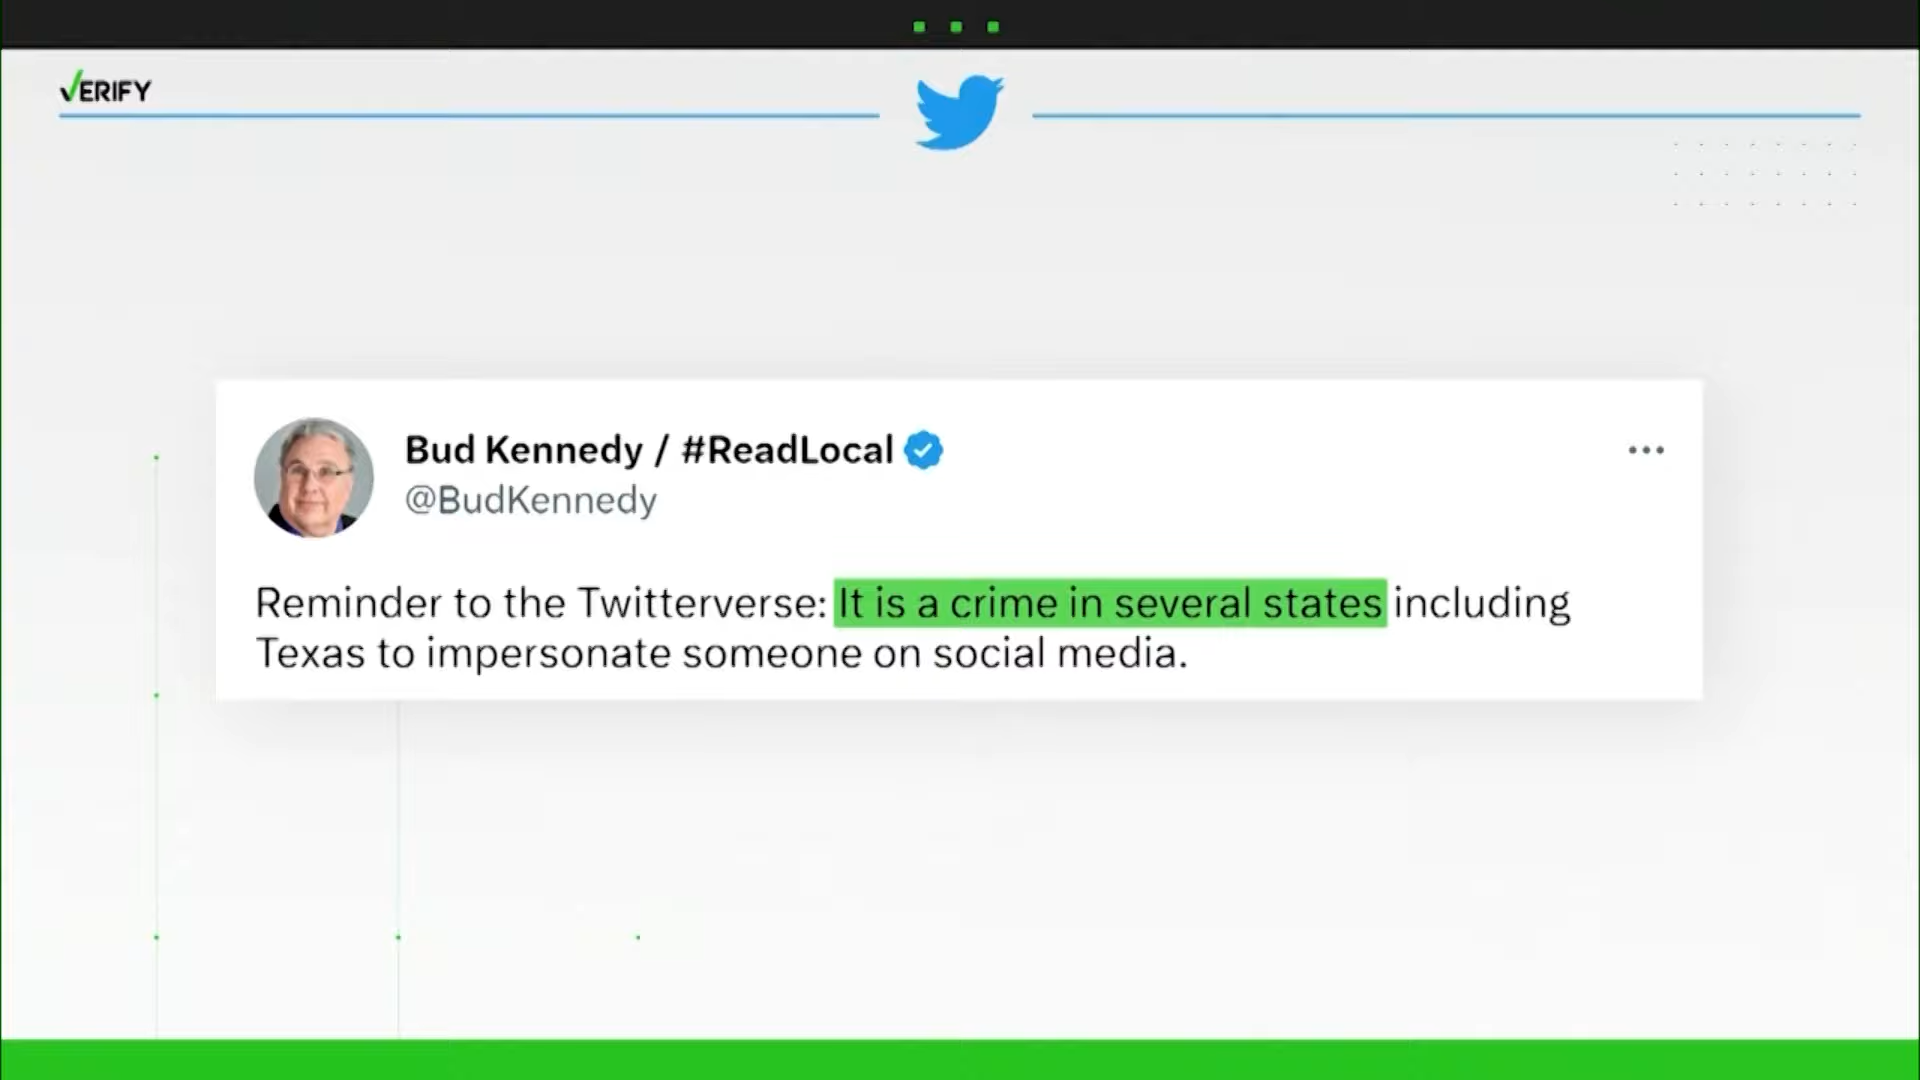 VERIFY
Bud Kennedy / #ReadLocal
@BudKennedy
Reminder to the Twitterverse: It is a crime in several states including
Texas to impersonate someone on social media.